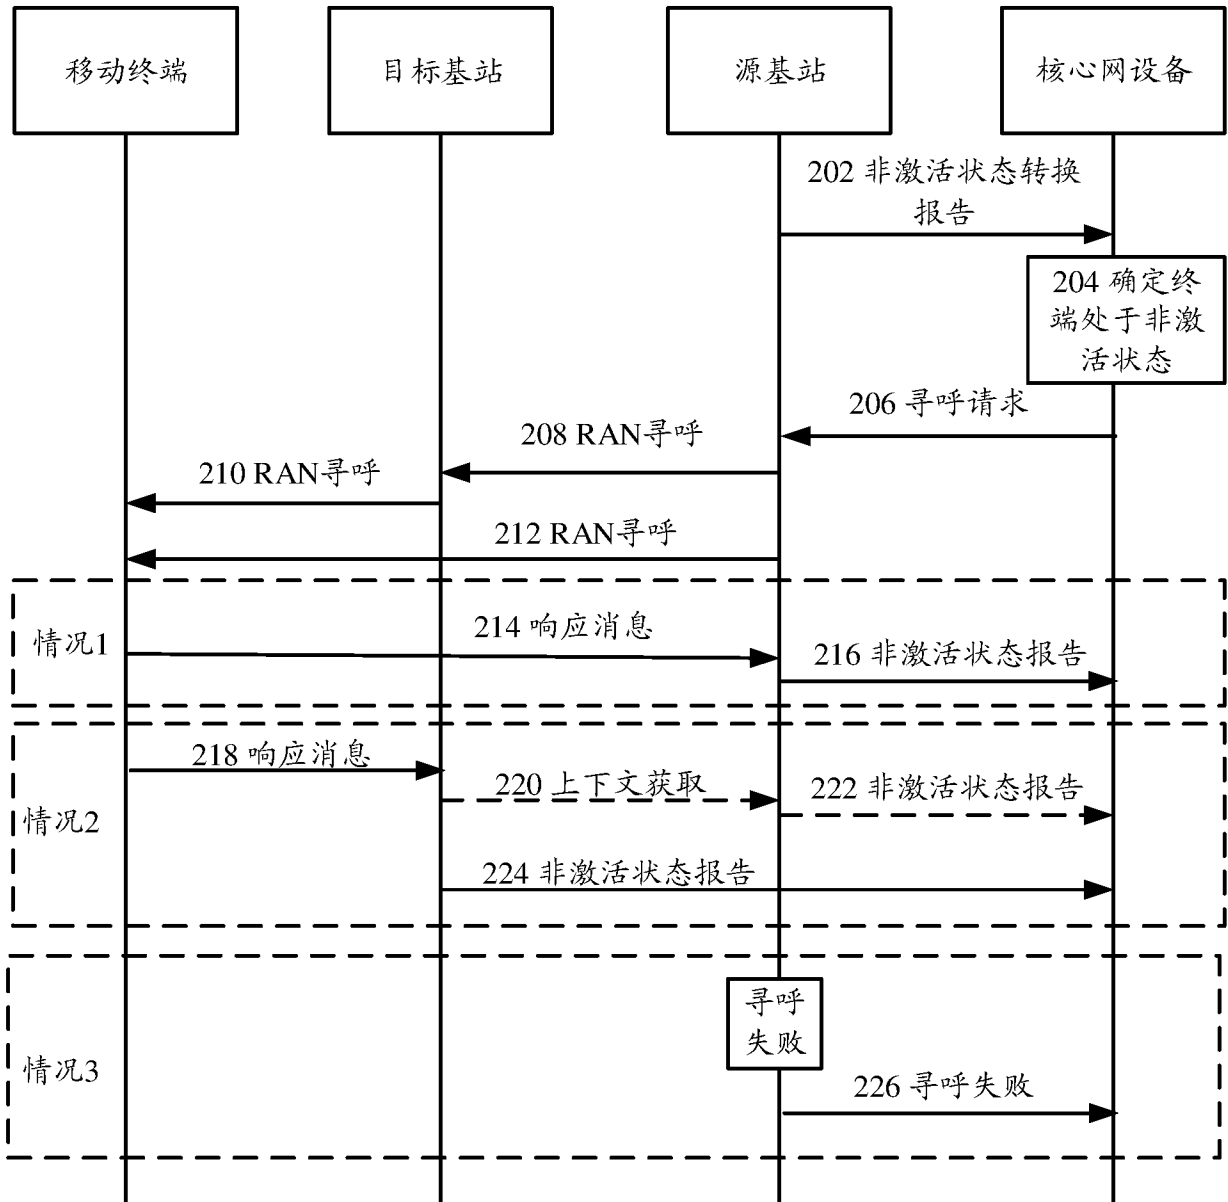 移动终端
目标基站
源基站
核心网设备
202 非激活状态转换
报告
204 确定终
端处于非激
活状态
206 寻呼请求
208 RAN寻呼
210 RAN寻呼
212 RAN寻呼
情况1
214 响应消息
216 非激活状态报告
情况2
218 响应消息
220 上下文获取
222 非激活状态报告
224 非激活状态报告
情况3
寻呼
失败
226 寻呼失败